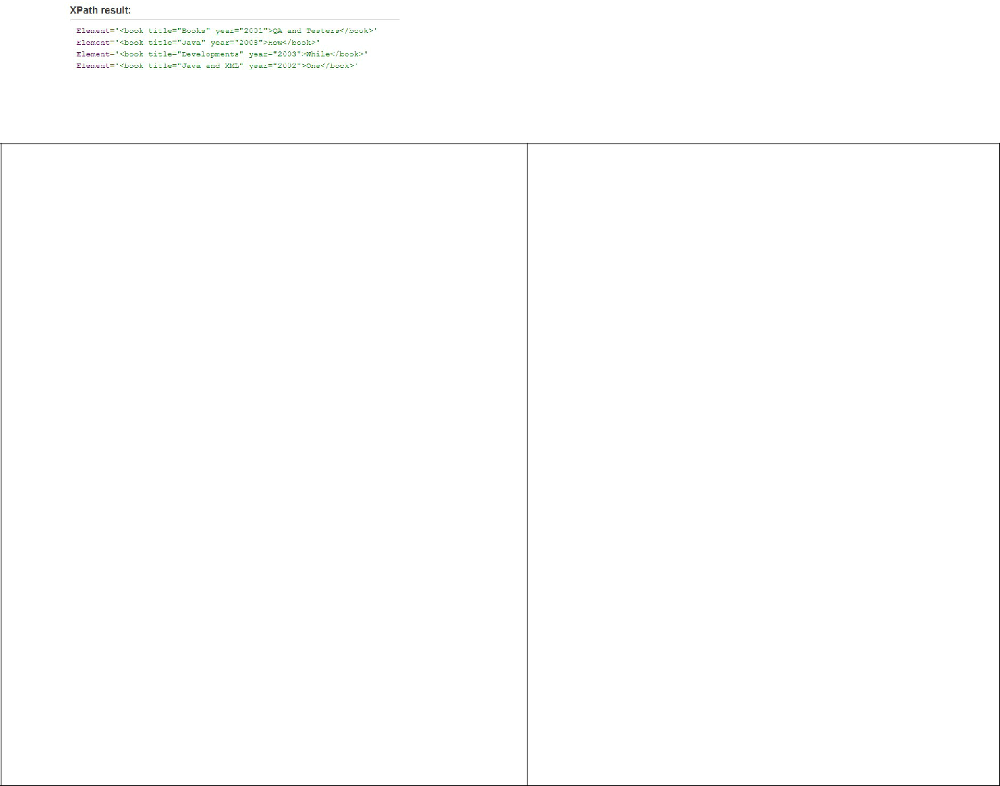 XPath result:
Element='<book title="Books" year="2001">QA and Testers</book>'
Element='<book title="Java" year="2008">How</book>'
Element='<book title="Developments" year="2003">While</book>'
Element='<book title="Java and XML" year="2002">One</book>'